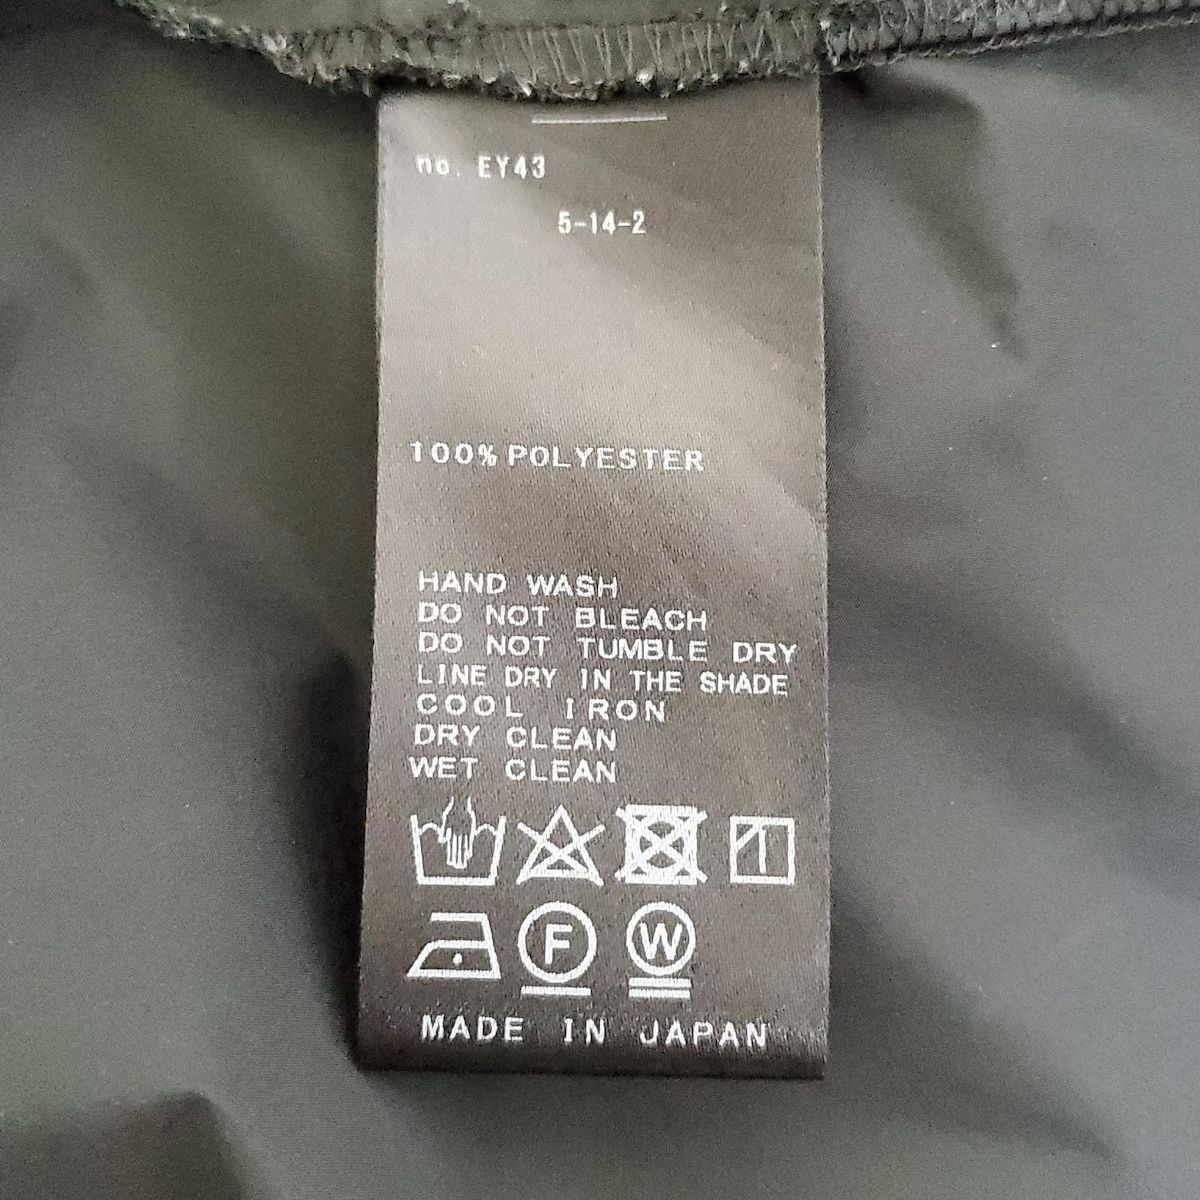 no. EY43
5-14-2
100% POLYESTER
HAND WASH
DO NOT BLEACH
DO NOT TUMBLE DRY
LINE DRY IN THE SHADE
COOL IRON
DRY CLEAN
WET CLEAN
F W
MADE IN JAPAN